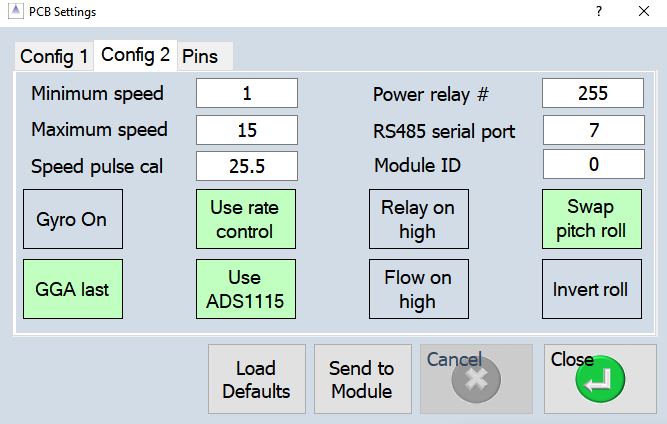 PCB Settings
?
Config 1
Config 2
Pins
Minimum speed
1
Power relay #
255
Maximum speed
15
RS485 serial port
7
Speed pulse cal
25.5
Module ID
0
Gyro On
Use rate
control
Relay on
high
Swap
pitch roll
GGA last
Use
ADS1115
Flow on
high
Invert roll
Load
Defaults
Send to
Module
Cancel
Close